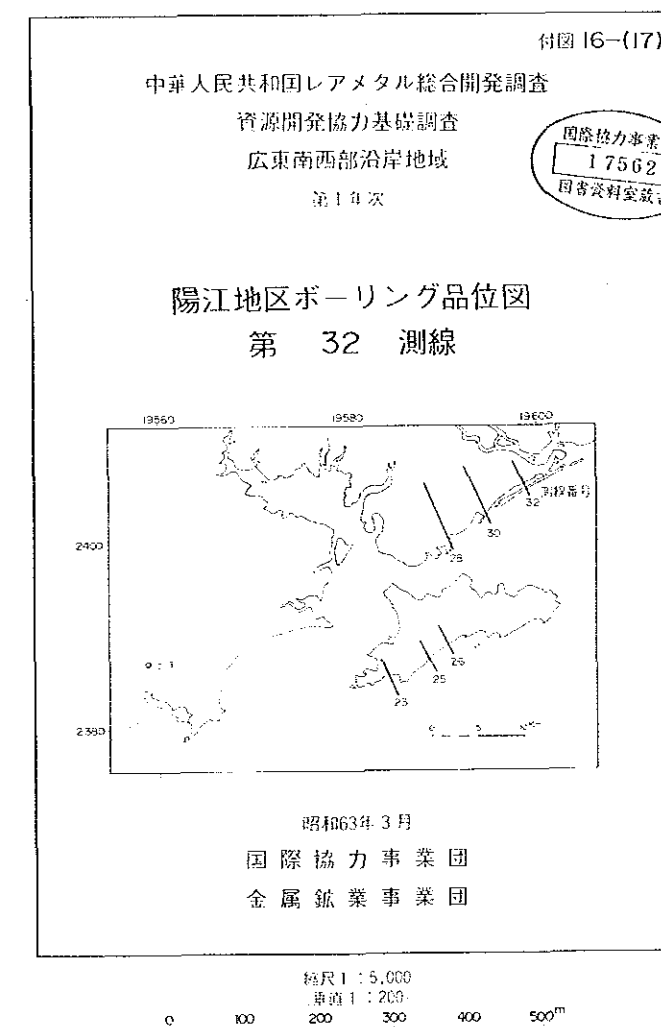 付図 16-(17)
中華人民共和国レアメタル総合開発調査
資源開発協力基礎調査
広東南西部沿岸地域
第1年次
国際協力事業
17562
図書資料室蔵
陽江地区ボーリング品位図
第 32 測線
19560 19580 19600
測線番号
32
30
28
2400
26
25
23
2380
0 5
昭和63年3月
国際協力事業団
金属鉱業事業団
縮尺1:5,000
垂直1:200
0 100 200 300 400 500m